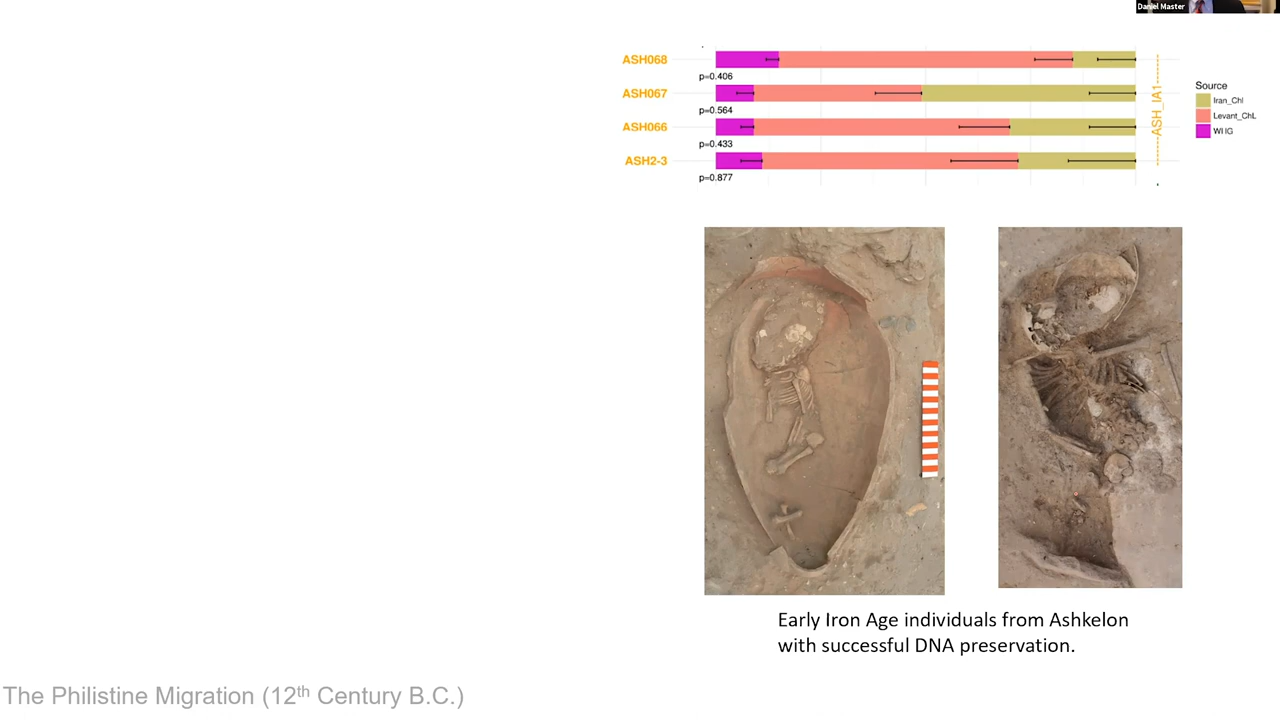 Daniel Master
ASH068
p=0.406
ASH067
p=0.564
ASH066
p=0.433
ASH2-3
p=0.877
ASH_IA1
Source
Iran_Chl
Levant_ChL
Early Iron Age individuals from Ashkelon
with successful DNA preservation.
The Philistine Migration (12th Century B.C.)